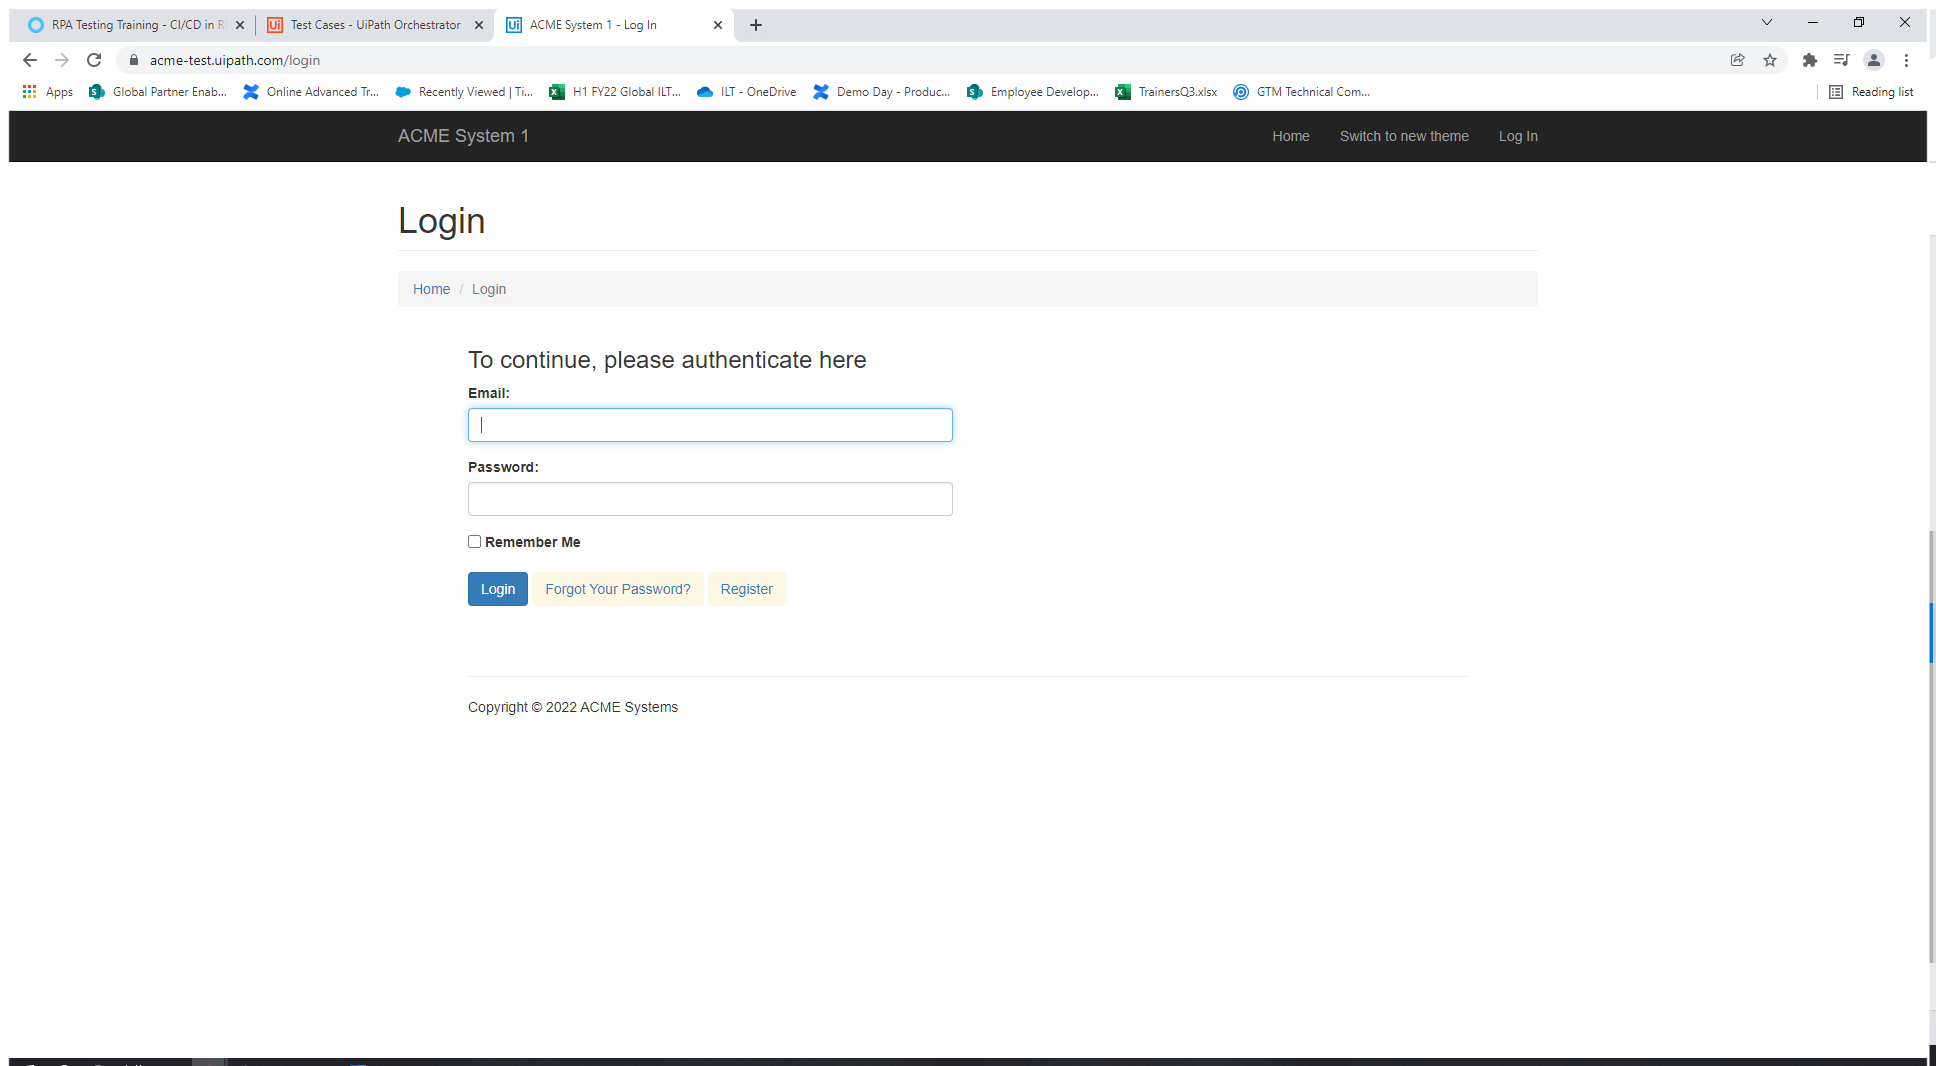 RPA Testing Training - CI/CD in R
Test Cases - UiPath Orchestrator
Ui ACME System 1 - Log In
acme-test.uipath.com/login
Apps
Global Partner Enab...
Online Advanced Tr...
Recently Viewed | Ti...
H1 FY22 Global ILT...
ILT - OneDrive
Demo Day - Produc...
Employee Develop...
TrainersQ3.xlsx
GTM Technical Com...
Reading list
ACME System 1
Home
Switch to new theme
Log In
Login
Home / Login
To continue, please authenticate here
Email:
Password:
Remember Me
Login
Forgot Your Password?
Register
Copyright © 2022 ACME Systems